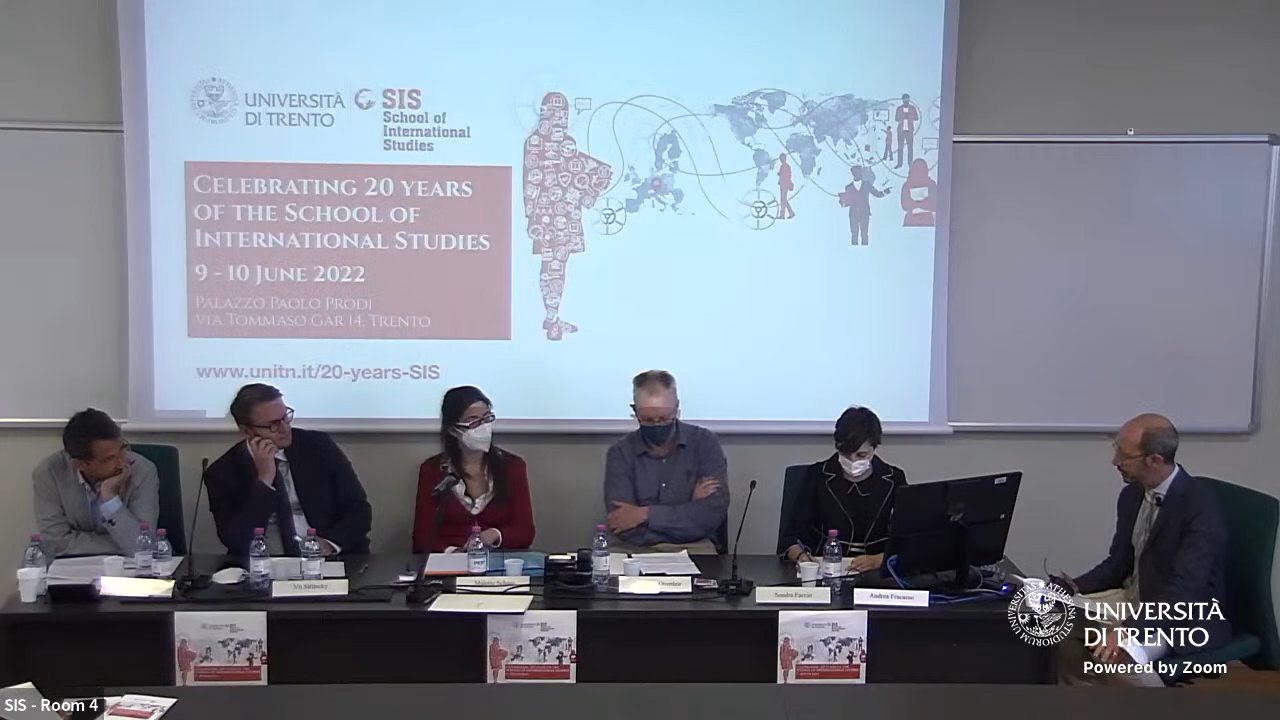 UNIVERSITÀ
DI TRENTO
SIS
School of
International
Studies
CELEBRATING 20 YEARS
OF THE SCHOOL OF
INTERNATIONAL STUDIES
9 - 10 JUNE 2022
PALAZZO PAOLO PRODI
VIA TOMMASO GAR 14, TRENTO
www.unitn.it/20-years-SIS
Sandra Faccio
Andrea Fracasso
UNIVERSITÀ
DI TRENTO
Powered by Zoom
SIS - Room 4